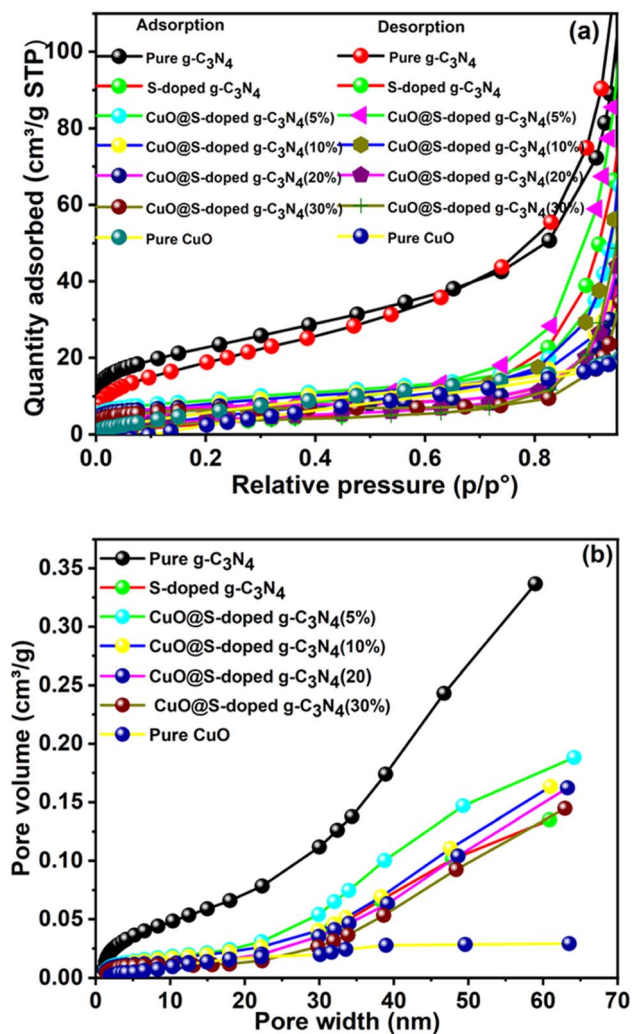 Adsorption Desorption (a)
Pure g-C₃N₄ Pure g-C₃N₄
S-doped g-C₃N₄ S-doped g-C₃N₄
CuO@S-doped g-C₃N₄(5%) CuO@S-doped g-C₃N₄(5%)
CuO@S-doped g-C₃N₄(10%) CuO@S-doped g-C₃N₄(10%)
CuO@S-doped g-C₃N₄(20%) CuO@S-doped g-C₃N₄(20%)
CuO@S-doped g-C₃N₄(30%) CuO@S-doped g-C₃N₄(30%)
Pure CuO Pure CuO
Quantity adsorbed (cm³/g STP)
100
80
60
40
20
0
0.0 0.2 0.4 0.6 0.8
Relative pressure (p/p°)
(b)
Pure g-C₃N₄
S-doped g-C₃N₄
CuO@S-doped g-C₃N₄(5%)
CuO@S-doped g-C₃N₄(10%)
CuO@S-doped g-C₃N₄(20)
CuO@S-doped g-C₃N₄(30%)
Pure CuO
Pore volume (cm³/g)
0.35
0.30
0.25
0.20
0.15
0.10
0.05
0.00
0 10 20 30 40 50 60 70
Pore width (nm)